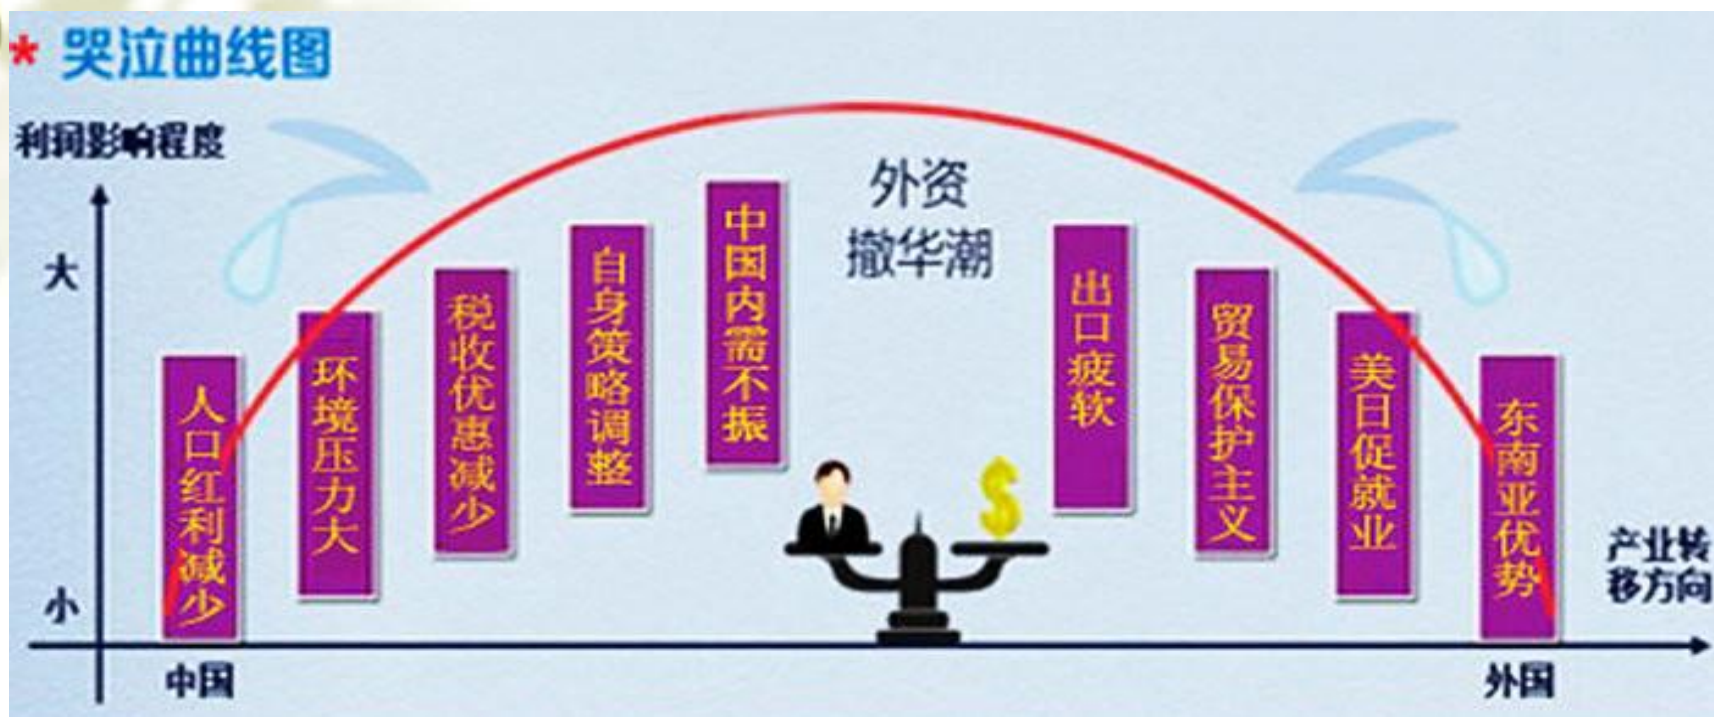 * 哭泣曲线图
利润影响程度
大
小
人口红利减少
环境压力大
税收优惠减少
自身策略调整
中国内需不振
外资
撤华潮
$
出口疲软
贸易保护主义
美日促就业
东南亚优势
产业转
移方向
中国
外国